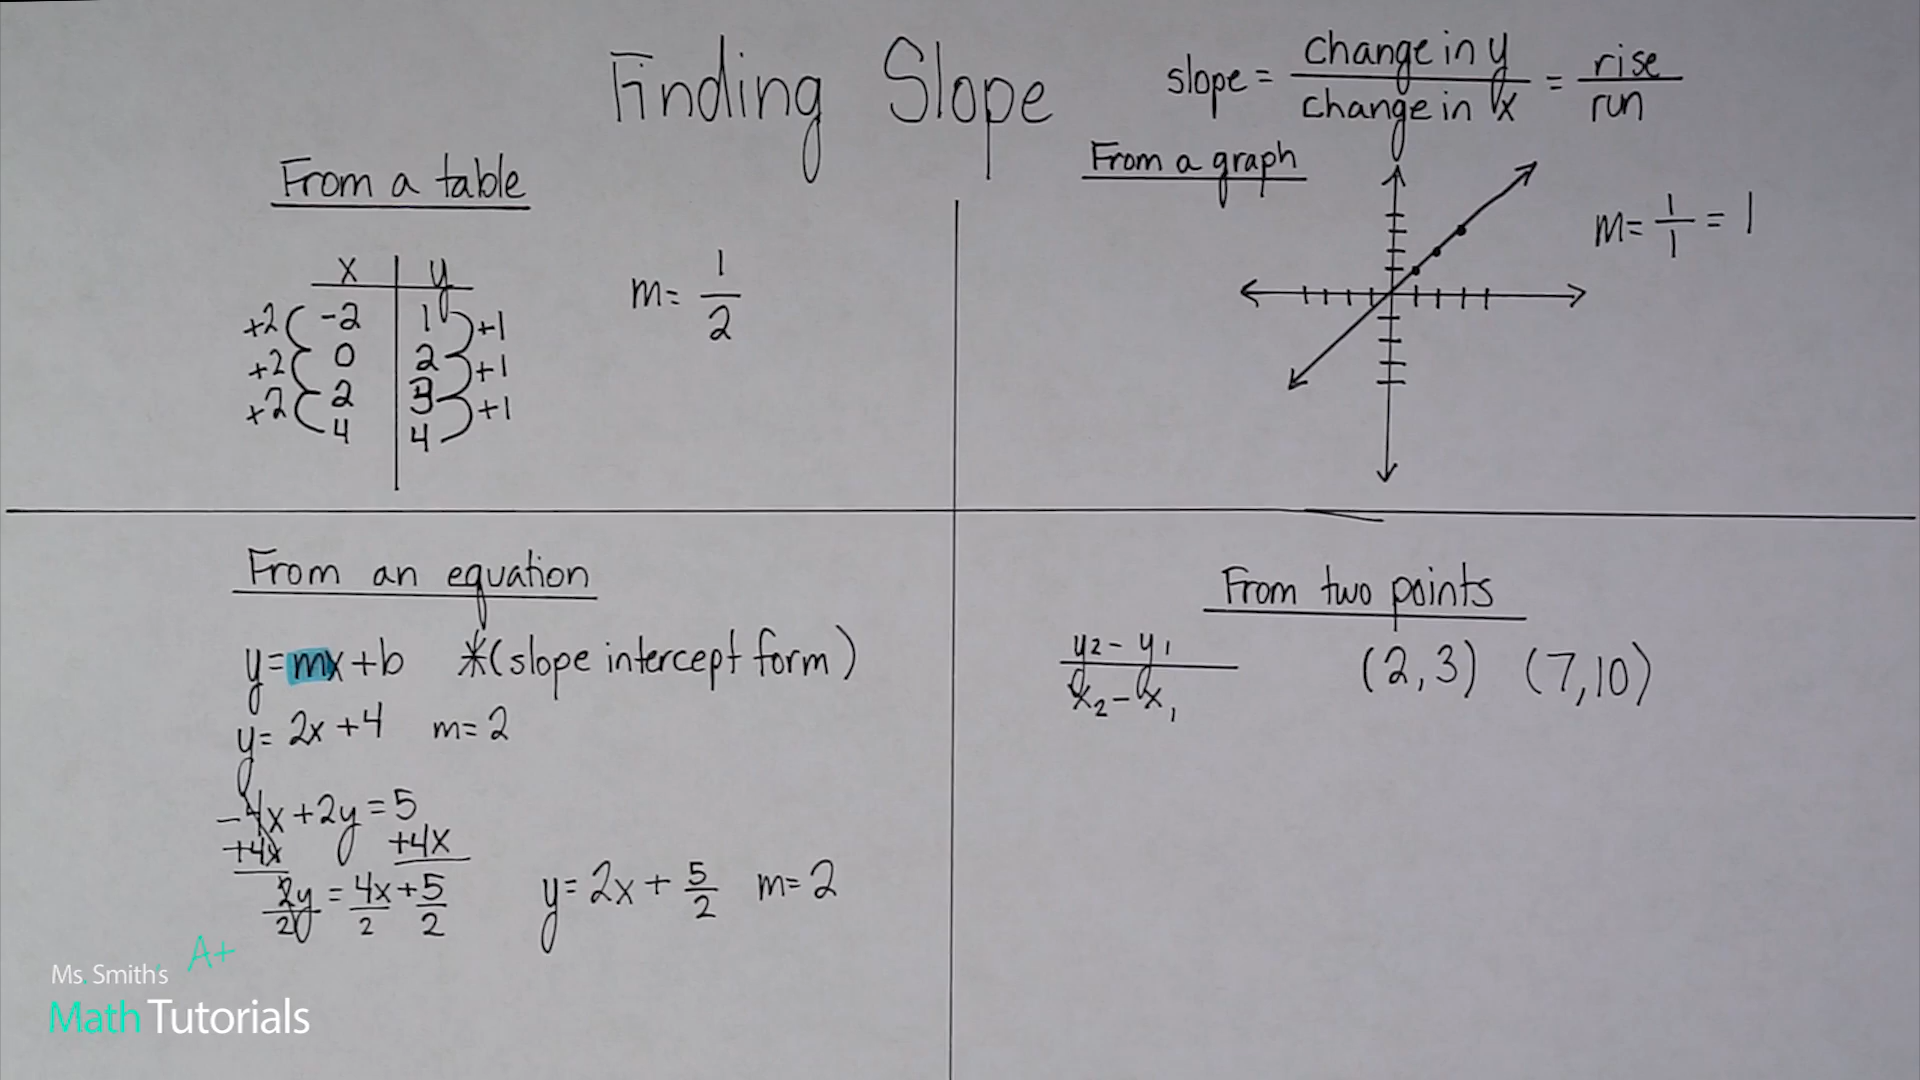 Finding Slope
slope = change in y / change in x = rise / run
From a table
x | y
+2 -2 | 1 +1
+2 0 | 2 +1
+2 2 | 3 +1
4 | 4
m = 1/2
From a graph
m = 1/1 = 1
From an equation
y = mx + b *(slope intercept form)
y = 2x + 4 m = 2
-4x + 2y = 5
+4x +4x
2y/2 = 4x/2 + 5/2 y = 2x + 5/2 m = 2
From two points
y₂ - y₁ / x₂ - x₁ (2,3) (7,10)
A+
Ms. Smith's
Math Tutorials